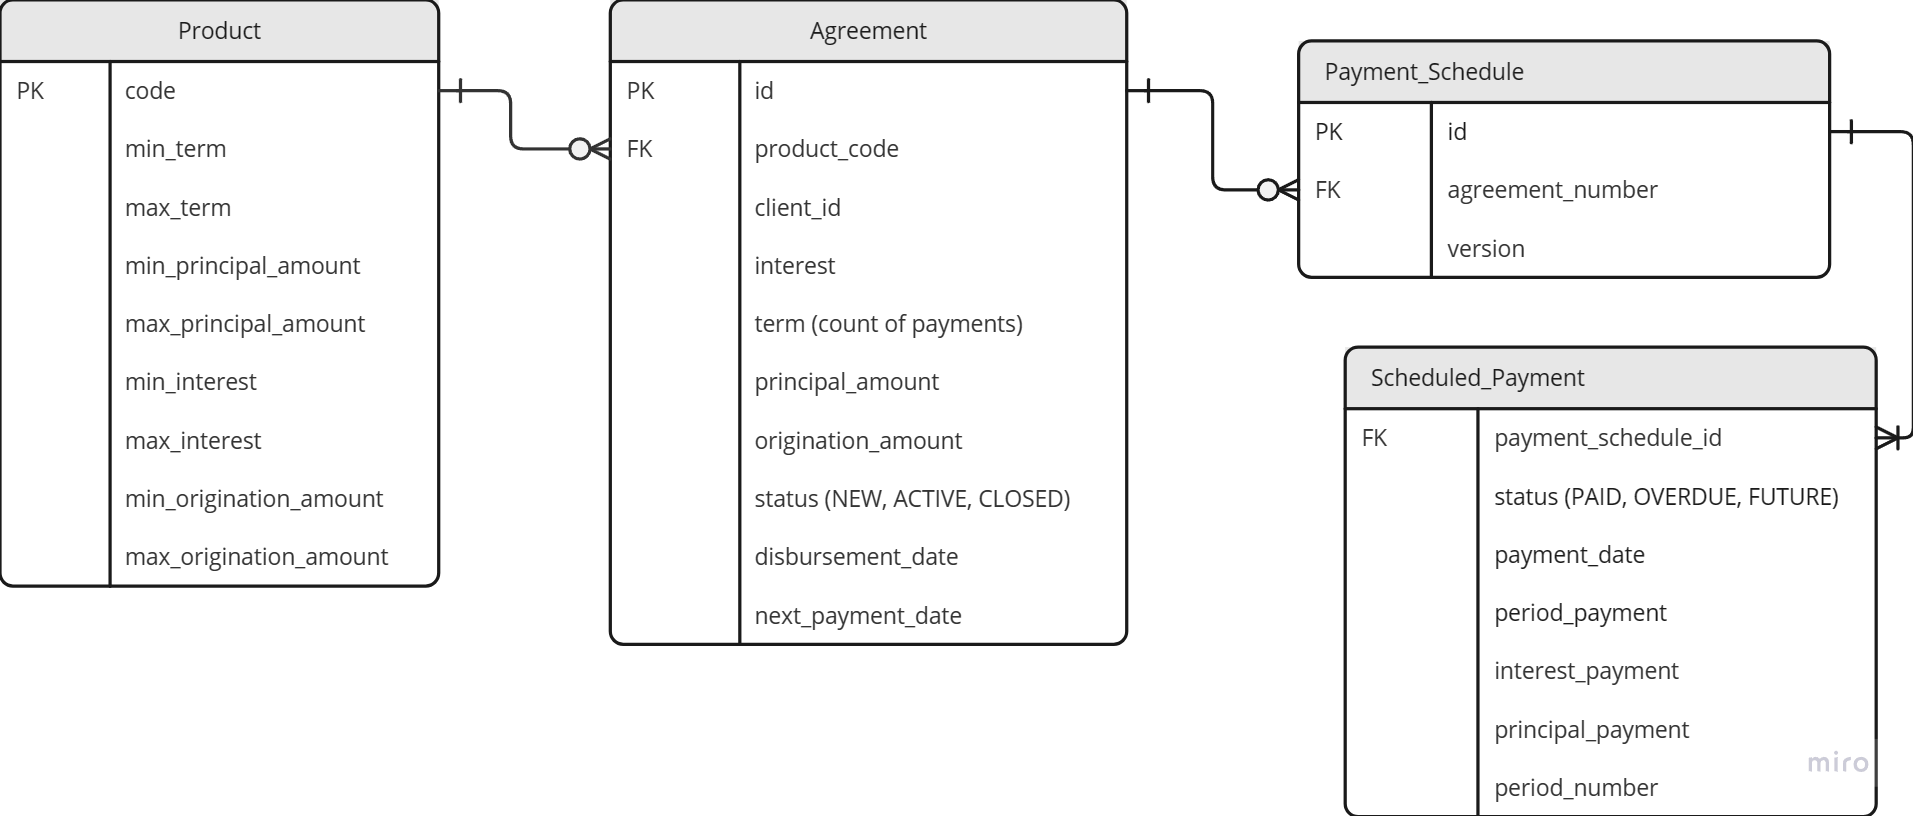 Product
PK code
min_term
max_term
min_principal_amount
max_principal_amount
min_interest
max_interest
min_origination_amount
max_origination_amount
Agreement
PK id
FK product_code
client_id
interest
term (count of payments)
principal_amount
origination_amount
status (NEW, ACTIVE, CLOSED)
disbursement_date
next_payment_date
Payment_Schedule
PK id
FK agreement_number
version
Scheduled_Payment
FK payment_schedule_id
status (PAID, OVERDUE, FUTURE)
payment_date
period_payment
interest_payment
principal_payment
period_number
miro